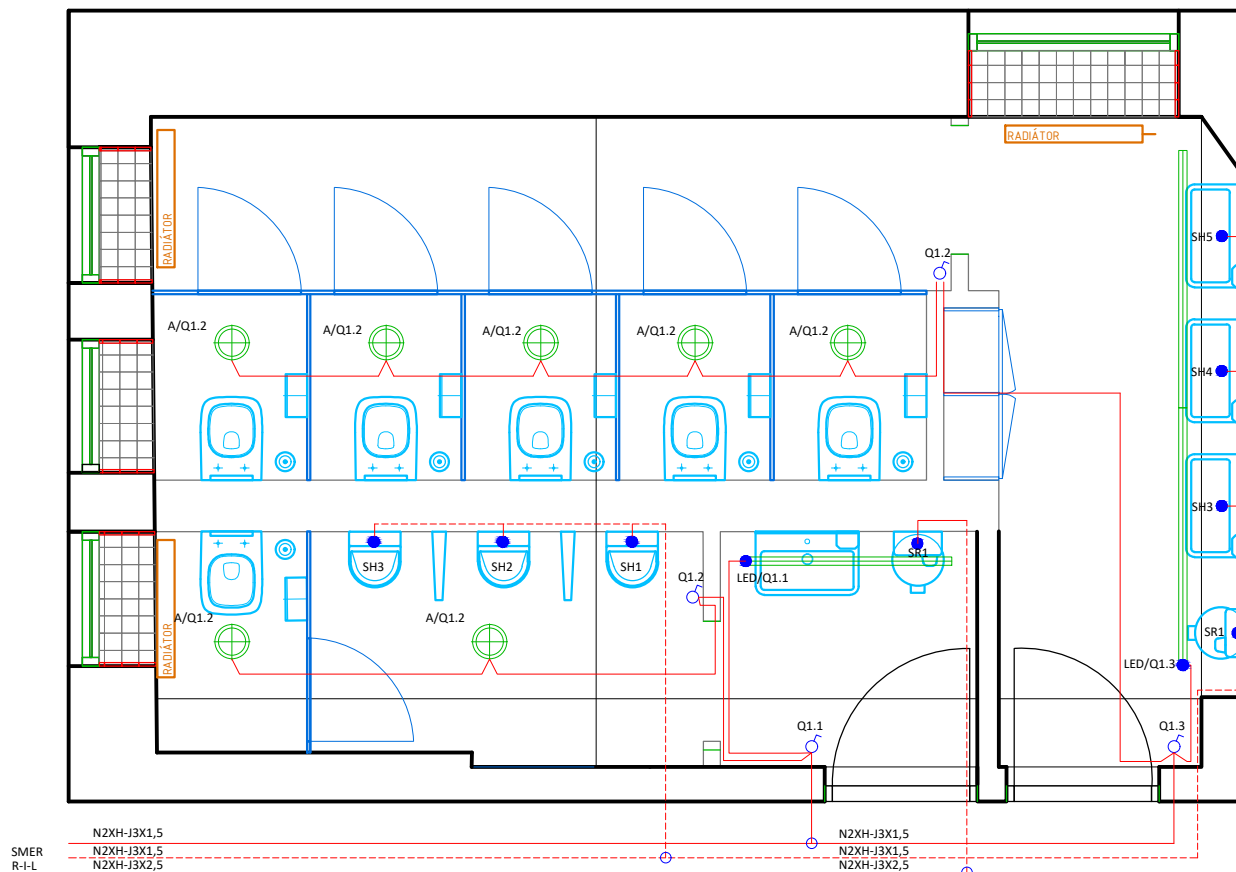 RADIÁTOR
RADIÁTOR
SH5
Q1.2
A/Q1.2
A/Q1.2
A/Q1.2
A/Q1.2
A/Q1.2
SH4
SH3
SH3
SH2
SH1
SR1
Q1.2
LED/Q1.1
RADIÁTOR
A/Q1.2
A/Q1.2
SR1
LED/Q1.3
Q1.1
Q1.3
N2XH-J3X1,5
N2XH-J3X1,5
SMER
N2XH-J3X1,5
N2XH-J3X1,5
R-I-L
N2XH-J3X2,5
N2XH-J3X2,5